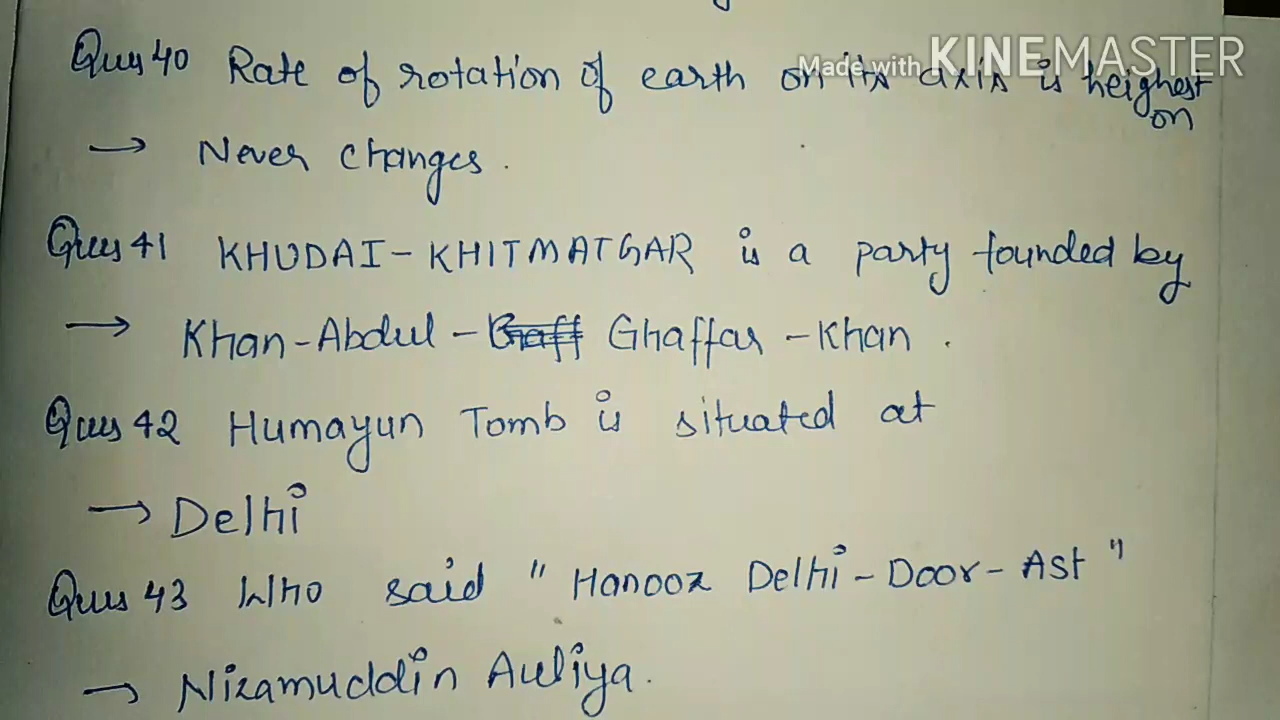 Ques 40 Rate of rotation of earth on its axis is heighest
on
→ Never changes.
Ques 41 KHUDAI-KHITMATGAR is a party founded by
→ Khan-Abdul- Ghaffar -Khan.
Ques 42 Humayun Tomb is situated at
→ Delhi
Ques 43 Who said "Hanooz Delhi-Door-Ast"
→ Nizamuddin Auliya.
Made with KINEMASTER